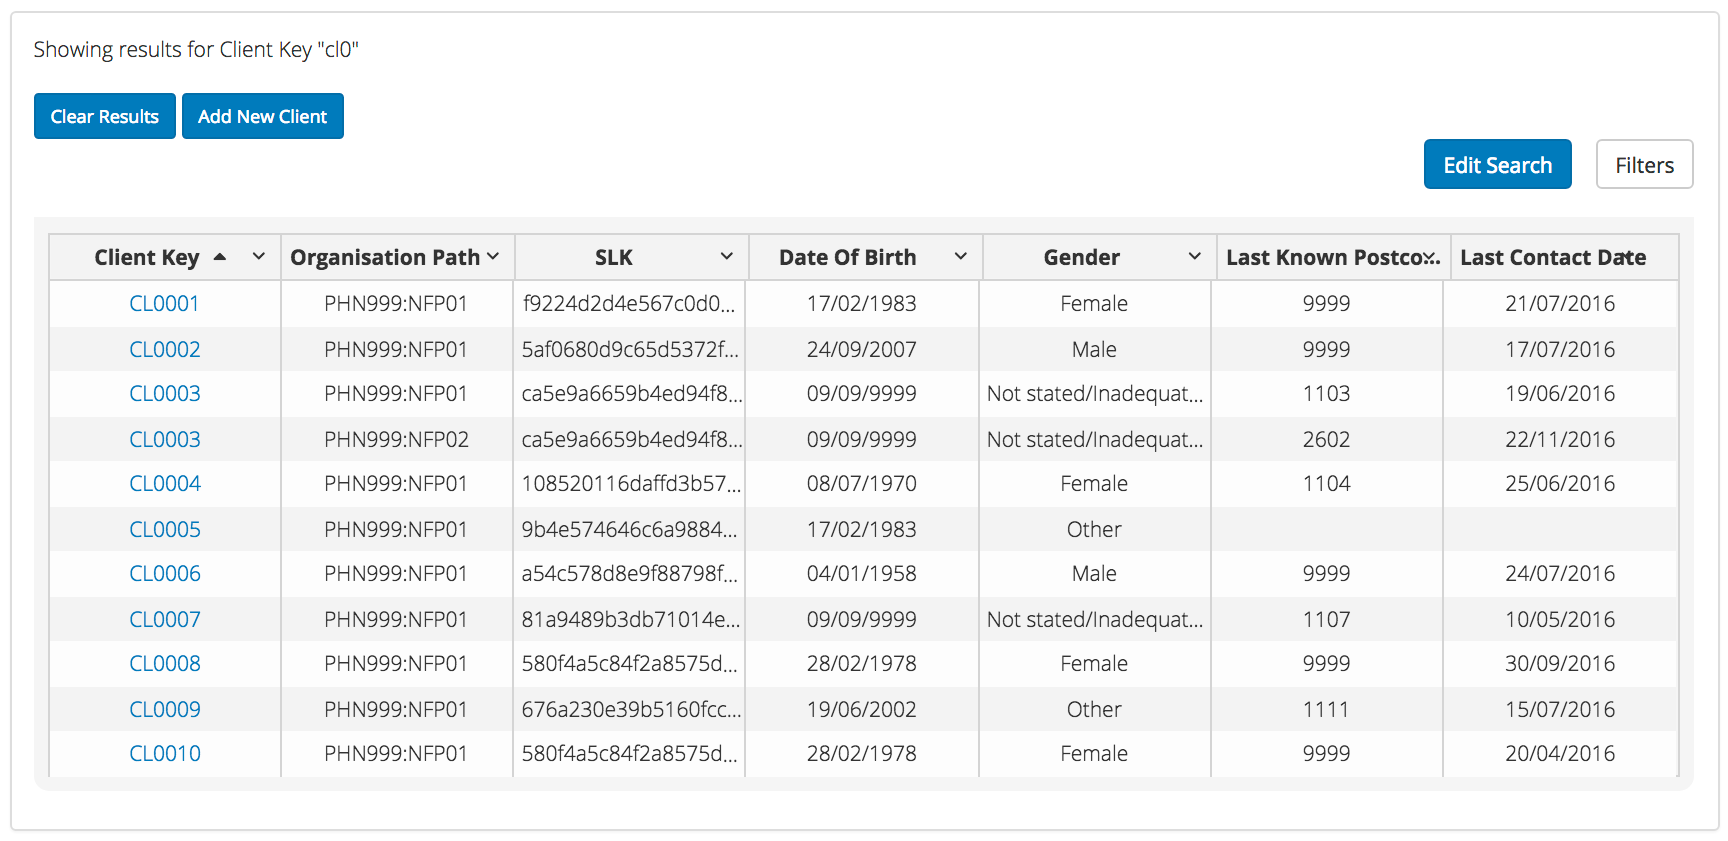 Showing results for Client Key "cl0"
Clear Results Add New Client
Edit Search Filters
Client Key Organisation Path SLK Date Of Birth Gender Last Known Postco... Last Contact Date
CL0001 PHN999:NFP01 f9224d2d4e567c0d0... 17/02/1983 Female 9999 21/07/2016
CL0002 PHN999:NFP01 5af0680d9c65d5372f... 24/09/2007 Male 9999 17/07/2016
CL0003 PHN999:NFP01 ca5e9a6659b4ed94f8... 09/09/9999 Not stated/Inadequat... 1103 19/06/2016
CL0003 PHN999:NFP02 ca5e9a6659b4ed94f8... 09/09/9999 Not stated/Inadequat... 2602 22/11/2016
CL0004 PHN999:NFP01 108520116daffd3b57... 08/07/1970 Female 1104 25/06/2016
CL0005 PHN999:NFP01 9b4e574646c6a9884... 17/02/1983 Other
CL0006 PHN999:NFP01 a54c578d8e9f88798f... 04/01/1958 Male 9999 24/07/2016
CL0007 PHN999:NFP01 81a9489b3db71014e... 09/09/9999 Not stated/Inadequat... 1107 10/05/2016
CL0008 PHN999:NFP01 580f4a5c84f2a8575d... 28/02/1978 Female 9999 30/09/2016
CL0009 PHN999:NFP01 676a230e39b5160fcc... 19/06/2002 Other 1111 15/07/2016
CL0010 PHN999:NFP01 580f4a5c84f2a8575d... 28/02/1978 Female 9999 20/04/2016